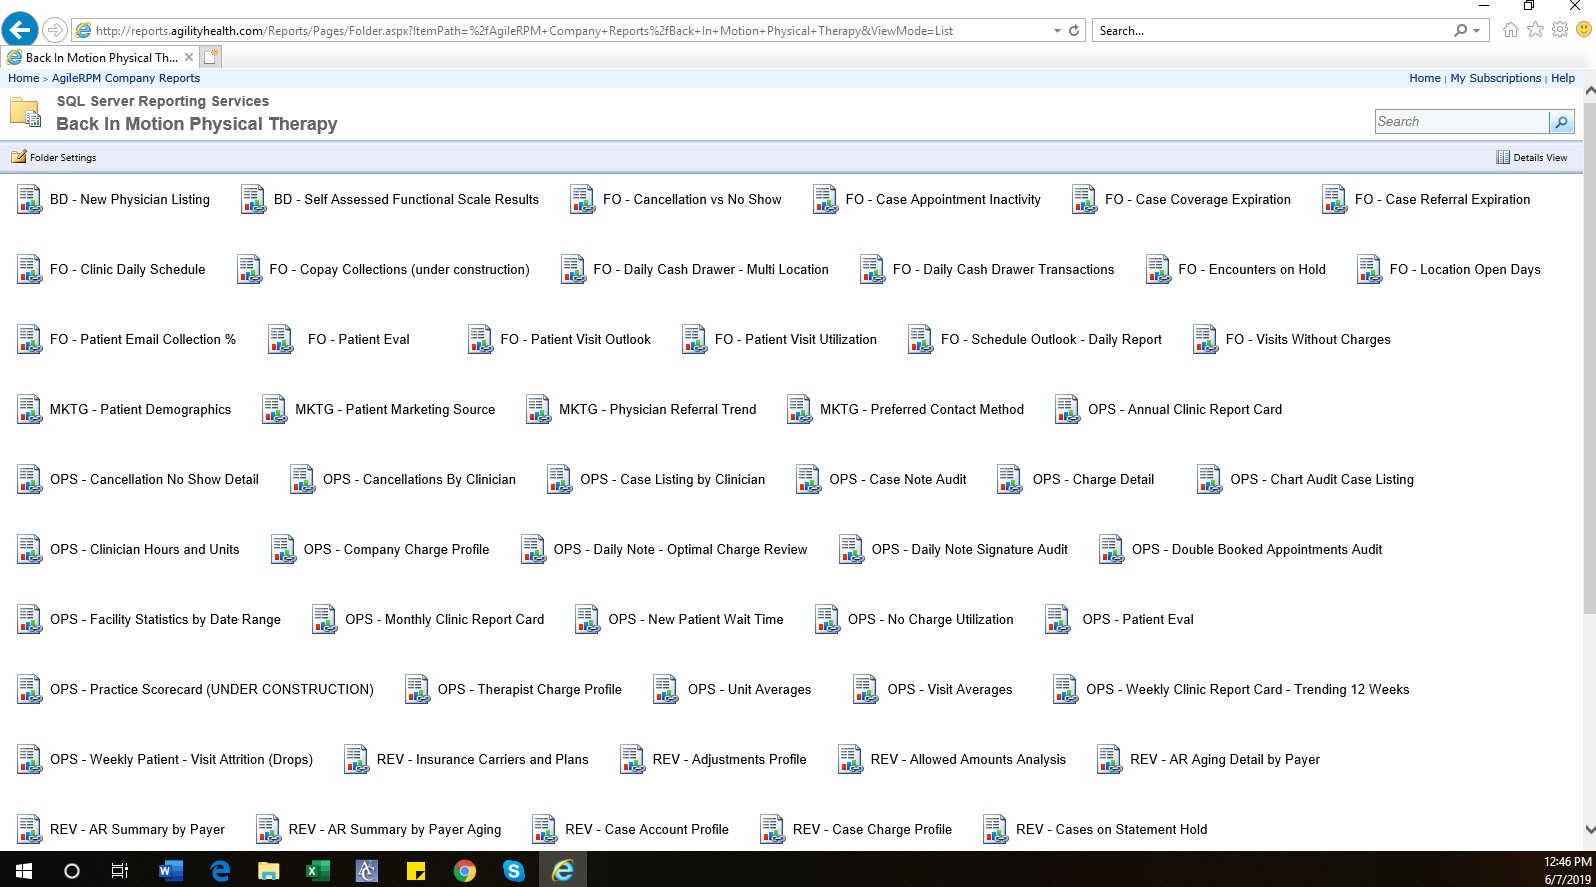 http://reports.agilityhealth.com/Reports/Pages/Folder.aspx?ItemPath=%2fAgileRPM+Company+Reports%2fBack+In+Motion+Physical+Therapy&ViewMode=List
Search...
Back In Motion Physical Th...
Home > AgileRPM Company Reports
Home | My Subscriptions | Help
SQL Server Reporting Services
Back In Motion Physical Therapy
Search
Folder Settings
Details View
BD - New Physician Listing BD - Self Assessed Functional Scale Results FO - Cancellation vs No Show FO - Case Appointment Inactivity FO - Case Coverage Expiration FO - Case Referral Expiration
FO - Clinic Daily Schedule FO - Copay Collections (under construction) FO - Daily Cash Drawer - Multi Location FO - Daily Cash Drawer Transactions FO - Encounters on Hold FO - Location Open Days
FO - Patient Email Collection % FO - Patient Eval FO - Patient Visit Outlook FO - Patient Visit Utilization FO - Schedule Outlook - Daily Report FO - Visits Without Charges
MKTG - Patient Demographics MKTG - Patient Marketing Source MKTG - Physician Referral Trend MKTG - Preferred Contact Method OPS - Annual Clinic Report Card
OPS - Cancellation No Show Detail OPS - Cancellations By Clinician OPS - Case Listing by Clinician OPS - Case Note Audit OPS - Charge Detail OPS - Chart Audit Case Listing
OPS - Clinician Hours and Units OPS - Company Charge Profile OPS - Daily Note - Optimal Charge Review OPS - Daily Note Signature Audit OPS - Double Booked Appointments Audit
OPS - Facility Statistics by Date Range OPS - Monthly Clinic Report Card OPS - New Patient Wait Time OPS - No Charge Utilization OPS - Patient Eval
OPS - Practice Scorecard (UNDER CONSTRUCTION) OPS - Therapist Charge Profile OPS - Unit Averages OPS - Visit Averages OPS - Weekly Clinic Report Card - Trending 12 Weeks
OPS - Weekly Patient - Visit Attrition (Drops) REV - Insurance Carriers and Plans REV - Adjustments Profile REV - Allowed Amounts Analysis REV - AR Aging Detail by Payer
REV - AR Summary by Payer REV - AR Summary by Payer Aging REV - Case Account Profile REV - Case Charge Profile REV - Cases on Statement Hold
12:46 PM
6/7/2019